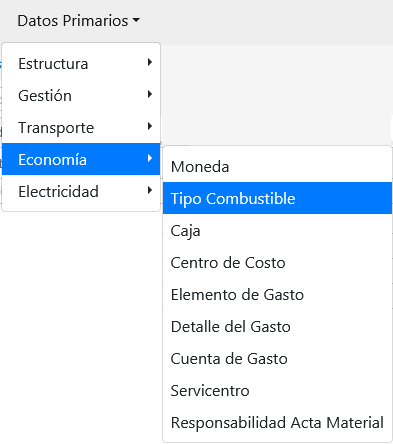 Datos Primarios
Estructura
Gestión
Transporte
Economía
Electricidad
Moneda
Tipo Combustible
Caja
Centro de Costo
Elemento de Gasto
Detalle del Gasto
Cuenta de Gasto
Servicentro
Responsabilidad Acta Material